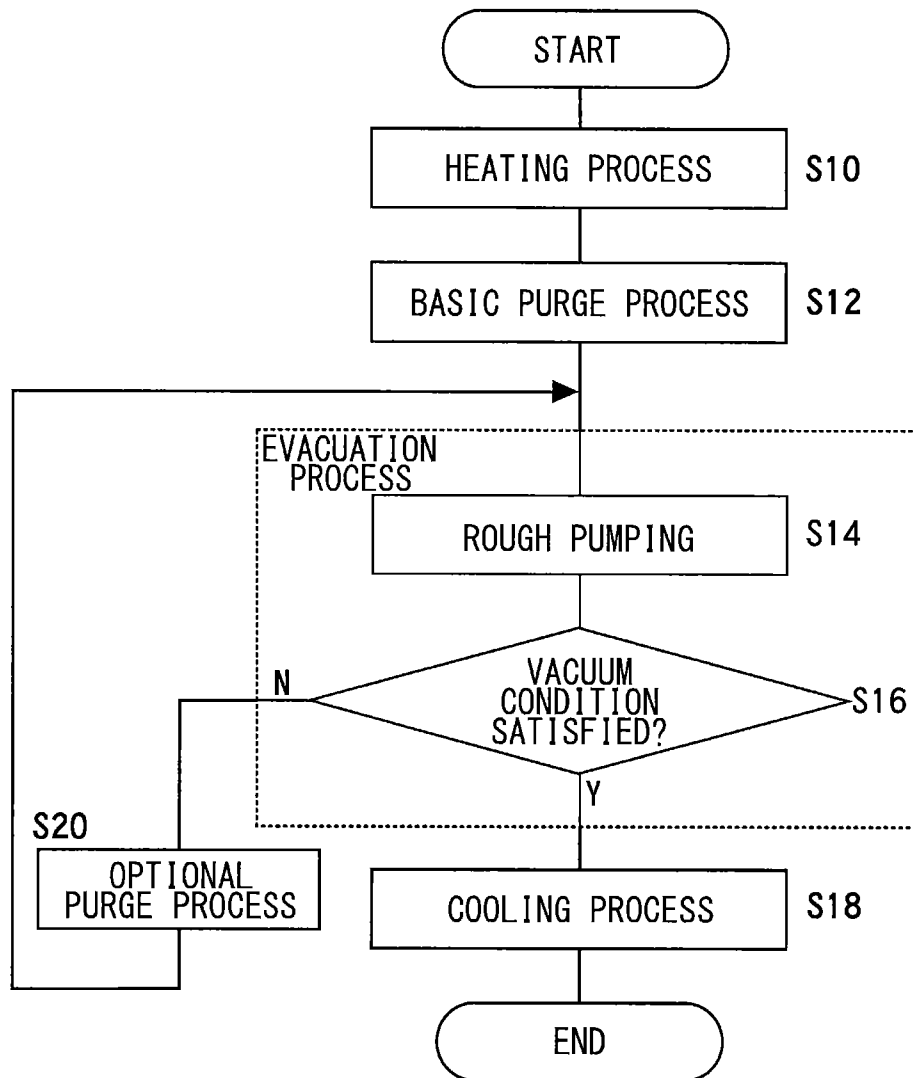 START
HEATING PROCESS
S10
BASIC PURGE PROCESS
S12
EVACUATION
PROCESS
ROUGH PUMPING
S14
N
VACUUM
CONDITION
SATISFIED?
S16
Y
S20
OPTIONAL
PURGE PROCESS
COOLING PROCESS
S18
END